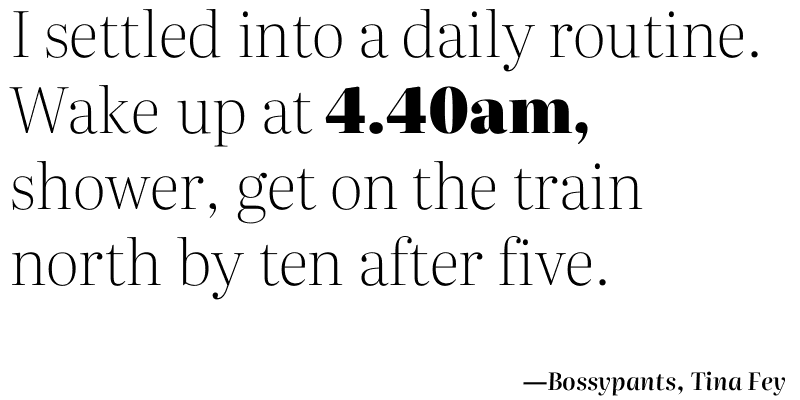 I settled into a daily routine.
Wake up at 4.40am,
shower, get on the train
north by ten after five.
—Bossypants, Tina Fey